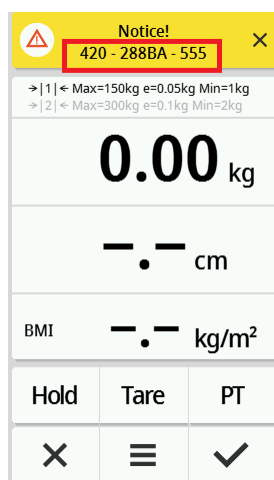 Notice!
420 - 288BA - 555
→|1|← Max=150kg e=0.05kg Min=1kg
→|2|← Max=300kg e=0.1kg Min=2kg
0.00 kg
–.– cm
BMI –.– kg/m²
Hold Tare PT